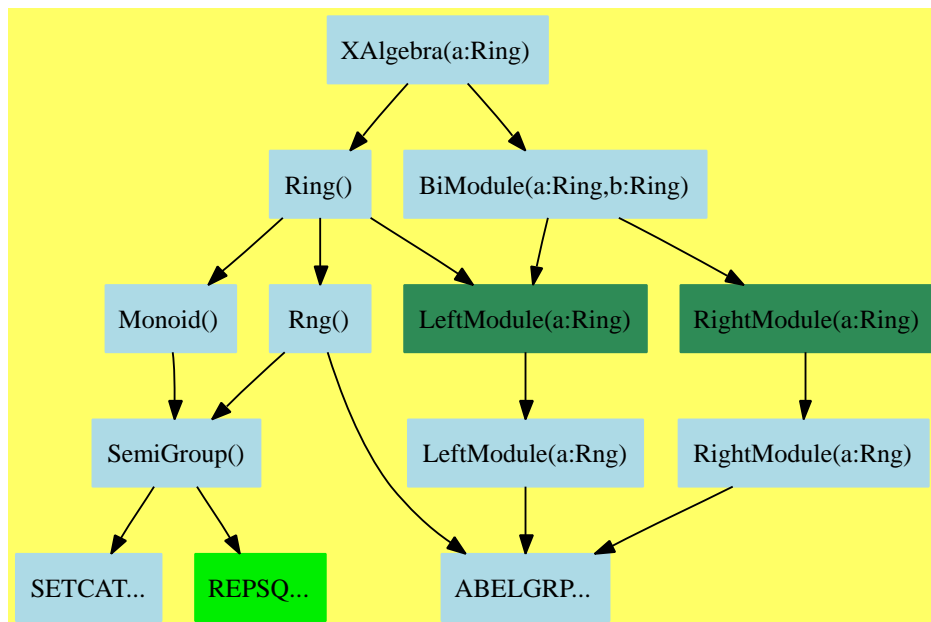 XAlgebra(a:Ring)
Ring()
BiModule(a:Ring,b:Ring)
Monoid()
Rng()
LeftModule(a:Ring)
RightModule(a:Ring)
SemiGroup()
LeftModule(a:Rng)
RightModule(a:Rng)
SETCAT...
REPSQ...
ABELGRP...